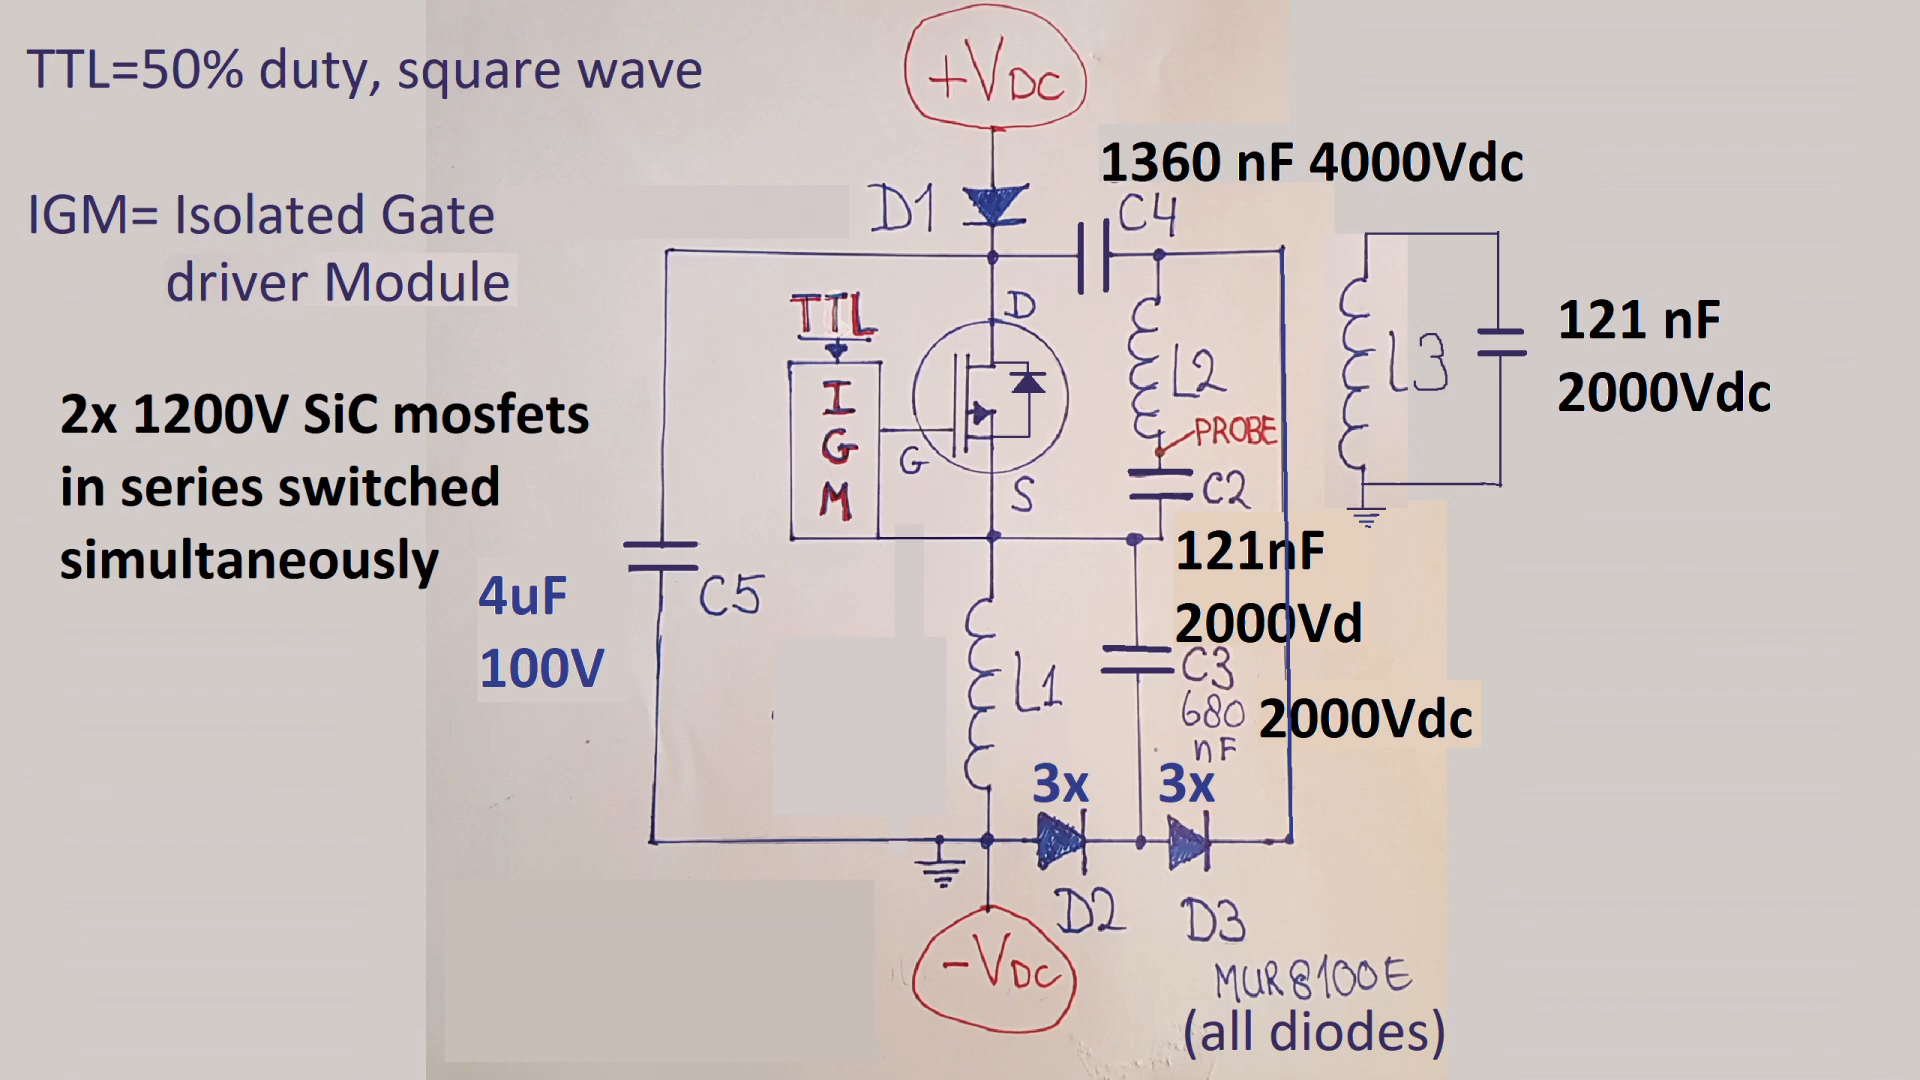 TTL=50% duty, square wave
IGM= Isolated Gate
driver Module
2x 1200V SiC mosfets
in series switched
simultaneously
+VDC
D1
1360 nF 4000Vdc
C4
TTL
I
G
M
D
G
S
L2
PROBE
C2
121nF
2000Vd
L3
121 nF
2000Vdc
4uF
100V
C5
L1
C3
680
nF
2000Vdc
3x
3x
D2
D3
-VDC
MUR8100E
(all diodes)